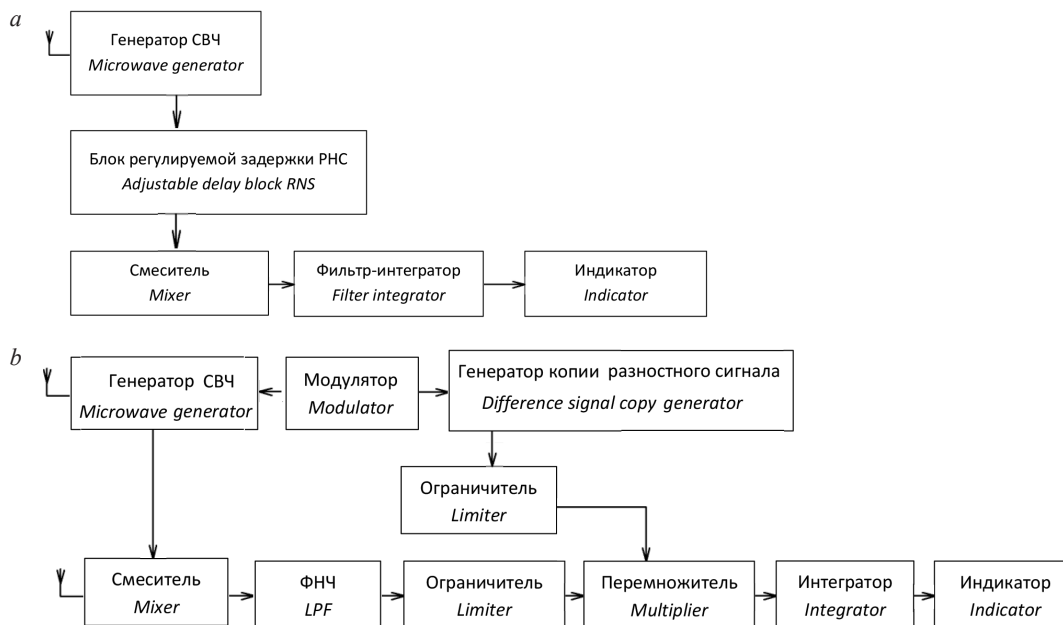 a
Генератор СВЧ
Microwave generator
Блок регулируемой задержки РНС
Adjustable delay block RNS
Смеситель
Mixer
Фильтр-интегратор
Filter integrator
Индикатор
Indicator
b
Генератор СВЧ
Microwave generator
Модулятор
Modulator
Генератор копии разностного сигнала
Difference signal copy generator
Ограничитель
Limiter
Смеситель
Mixer
ФНЧ
LPF
Ограничитель
Limiter
Перемножитель
Multiplier
Интегратор
Integrator
Индикатор
Indicator